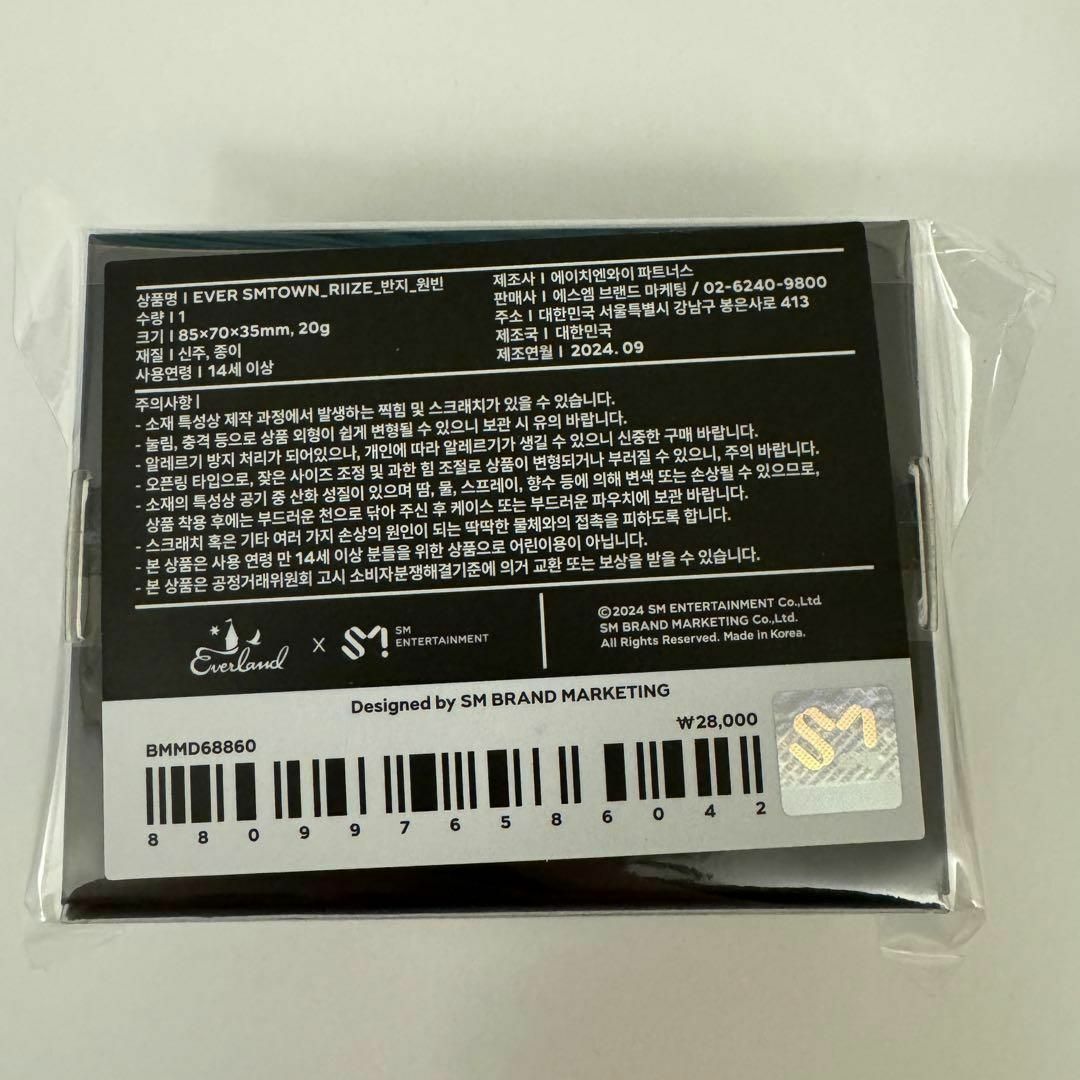 상품명 | EVER SMTOWN_RIIZE_반지_원빈
수량 | 1
크기 | 85×70×35mm, 20g
재질 | 신주, 종이
사용연령 | 14세 이상
제조사 | 에이치엔와이 파트너스
판매사 | 에스엠 브랜드 마케팅 / 02-6240-9800
주소 | 대한민국 서울특별시 강남구 봉은사로 413
제조국 | 대한민국
제조연월 | 2024. 09
주의사항 |
- 소재 특성상 제작 과정에서 발생하는 찍힘 및 스크래치가 있을 수 있습니다.
- 눌림, 충격 등으로 상품 외형이 쉽게 변형될 수 있으니 보관 시 유의 바랍니다.
- 알레르기 방지 처리가 되어있으나, 개인에 따라 알레르기가 생길 수 있으니 신중한 구매 바랍니다.
- 오픈링 타입으로, 잦은 사이즈 조정 및 과한 힘 조절로 상품이 변형되거나 부러질 수 있으니, 주의 바랍니다.
- 소재의 특성상 공기 중 산화 성질이 있으며 땀, 물, 스프레이, 향수 등에 의해 변색 또는 손상될 수 있으므로,
상품 착용 후에는 부드러운 천으로 닦아 주신 후 케이스 또는 부드러운 파우치에 보관 바랍니다.
- 스크래치 혹은 기타 여러 가지 손상의 원인이 되는 딱딱한 물체와의 접촉을 피하도록 합니다.
- 본 상품은 사용 연령 만 14세 이상 분들을 위한 상품으로 어린이용이 아닙니다.
- 본 상품은 공정거래위원회 고시 소비자분쟁해결기준에 의거 교환 또는 보상을 받을 수 있습니다.
Everland X SM SM
ENTERTAINMENT
©2024 SM ENTERTAINMENT Co.,Ltd.
SM BRAND MARKETING Co.,Ltd.
All Rights Reserved. Made in Korea.
Designed by SM BRAND MARKETING
BMMD68860
₩28,000
SM
8809976586042